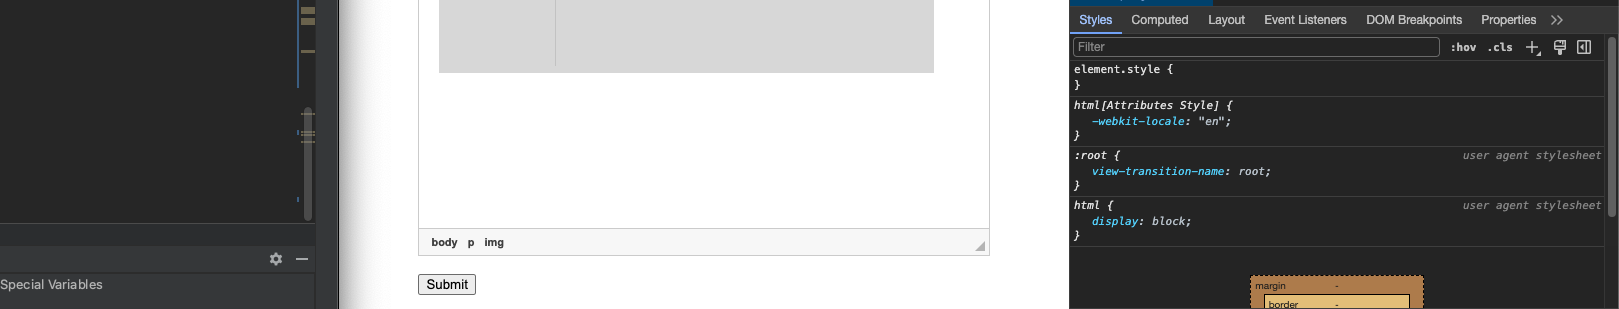 Special Variables
body p img
Submit
Styles Computed Layout Event Listeners DOM Breakpoints Properties
Filter :hov .cls
element.style {
}
html[Attributes Style] {
-webkit-locale: "en";
}
:root { user agent stylesheet
view-transition-name: root;
}
html { user agent stylesheet
display: block;
}
margin -
border -